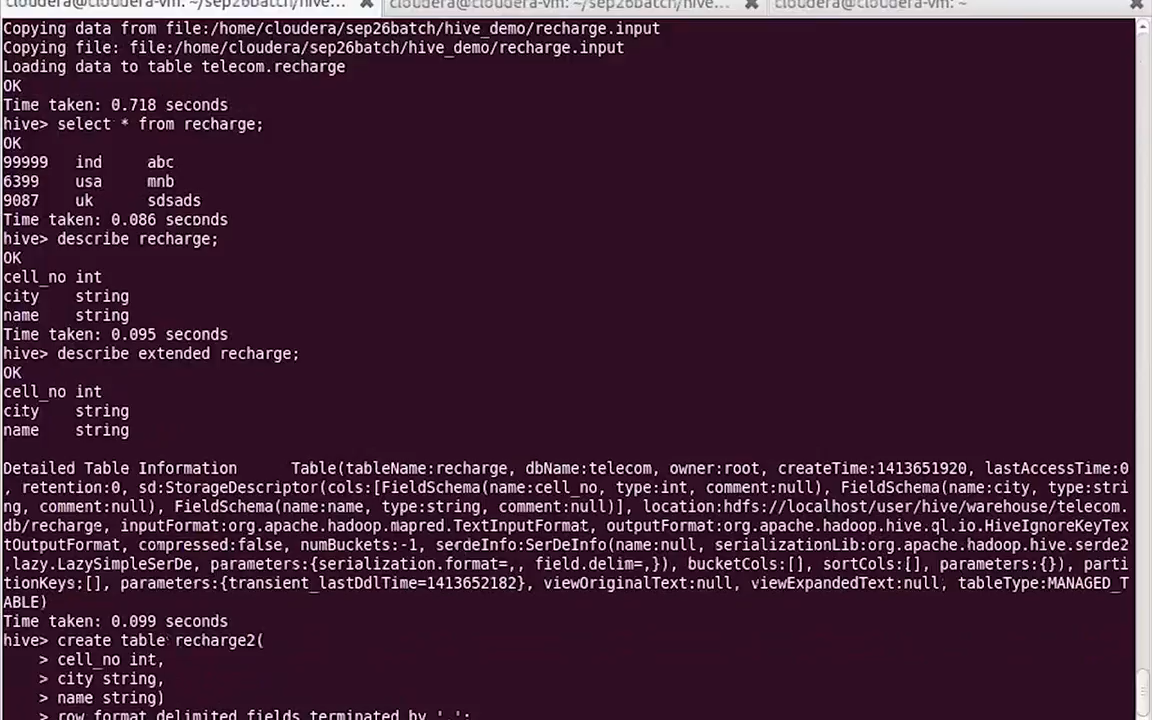 cloudera@cloudera-vm: ~/sep26batch/hive... cloudera@cloudera-vm: ~/sep26batch/hive... cloudera@cloudera-vm: ~
Copying data from file:/home/cloudera/sep26batch/hive_demo/recharge.input
Copying file: file:/home/cloudera/sep26batch/hive_demo/recharge.input
Loading data to table telecom.recharge
OK
Time taken: 0.718 seconds
hive> select * from recharge;
OK
99999 ind abc
6399 usa mnb
9087 uk sdsads
Time taken: 0.086 seconds
hive> describe recharge;
OK
cell_no int
city string
name string
Time taken: 0.095 seconds
hive> describe extended recharge;
OK
cell_no int
city string
name string
Detailed Table Information Table(tableName:recharge, dbName:telecom, owner:root, createTime:1413651920, lastAccessTime:0
, retention:0, sd:StorageDescriptor(cols:[FieldSchema(name:cell_no, type:int, comment:null), FieldSchema(name:city, type:stri
ng, comment:null), FieldSchema(name:name, type:string, comment:null)], location:hdfs://localhost/user/hive/warehouse/telecom.
db/recharge, inputFormat:org.apache.hadoop.mapred.TextInputFormat, outputFormat:org.apache.hadoop.hive.ql.io.HiveIgnoreKeyTex
tOutputFormat, compressed:false, numBuckets:-1, serdeInfo:SerDeInfo(name:null, serializationLib:org.apache.hadoop.hive.serde2
.lazy.LazySimpleSerDe, parameters:{serialization.format=,, field.delim=,}), bucketCols:[], sortCols:[], parameters:{}), parti
tionKeys:[], parameters:{transient_lastDdlTime=1413652182}, viewOriginalText:null, viewExpandedText:null, tableType:MANAGED_T
ABLE)
Time taken: 0.099 seconds
hive> create table recharge2(
> cell_no int,
> city string,
> name string)
> row format delimited fields terminated by ',';